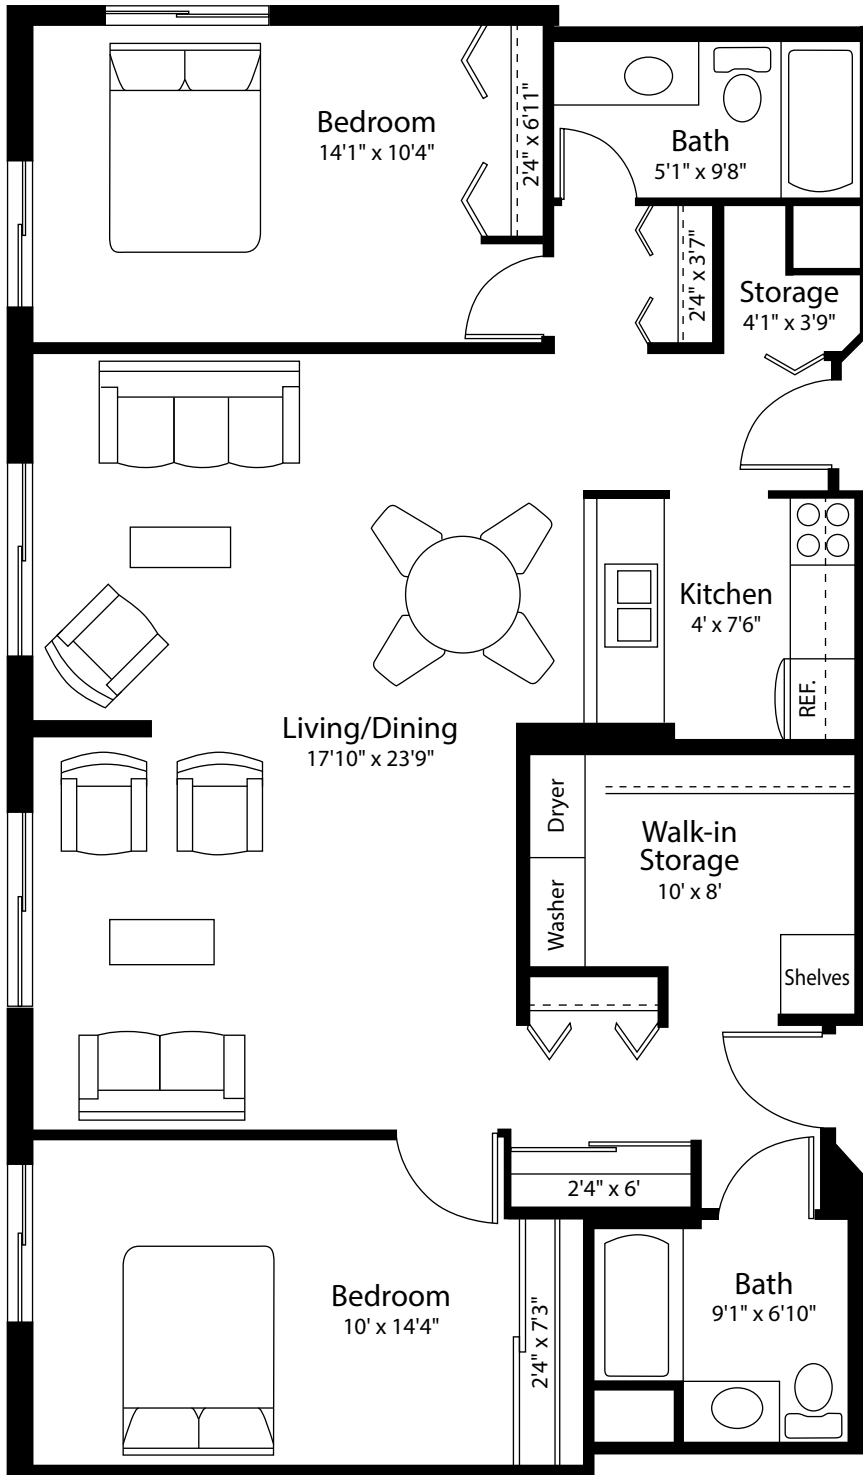 Bedroom
14'1" x 10'4"
2'4" x 6'11"
Bath
5'1" x 9'8"
2'4" x 3'7"
Storage
4'1" x 3'9"
Kitchen
4' x 7'6"
REF.
Living/Dining
17'10" x 23'9"
Dryer
Washer
Walk-in
Storage
10' x 8'
Shelves
2'4" x 6'
Bedroom
10' x 14'4"
2'4" x 7'3"
Bath
9'1" x 6'10"